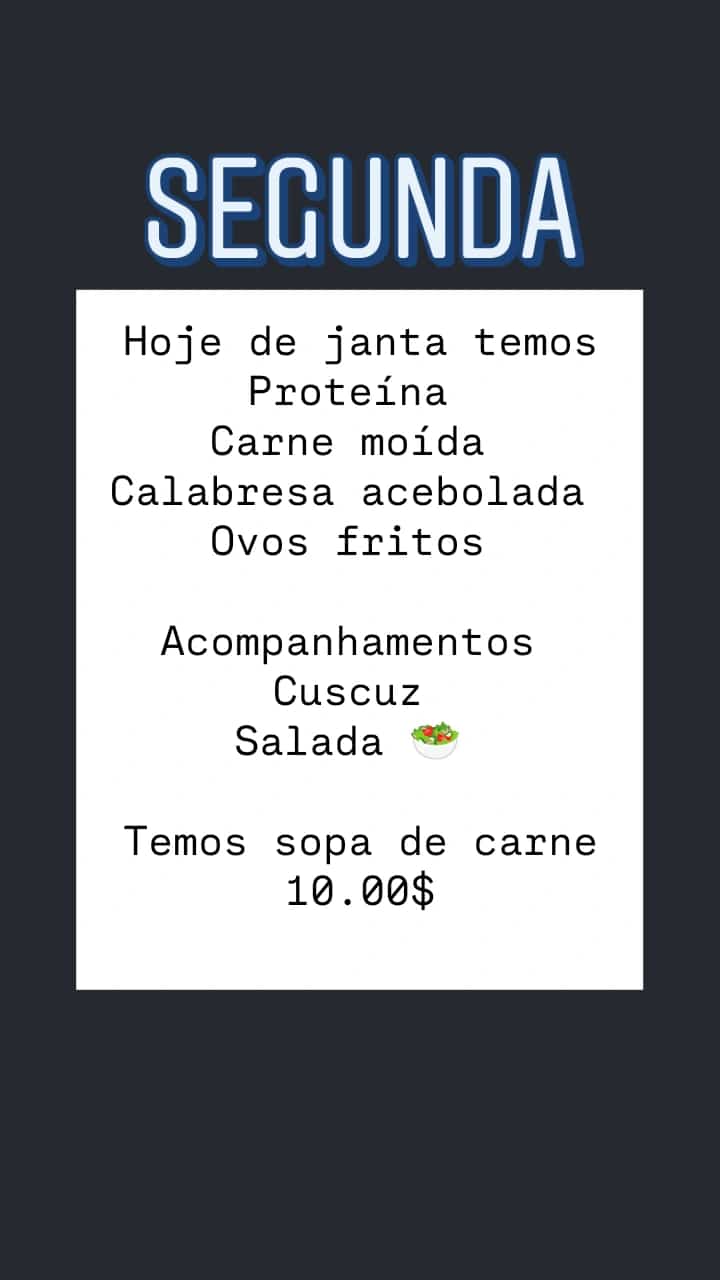 SEGUNDA
Hoje de janta temos
Proteína
Carne moída
Calabresa acebolada
Ovos fritos
Acompanhamentos
Cuscuz
Salada 🥗
Temos sopa de carne
10.00$